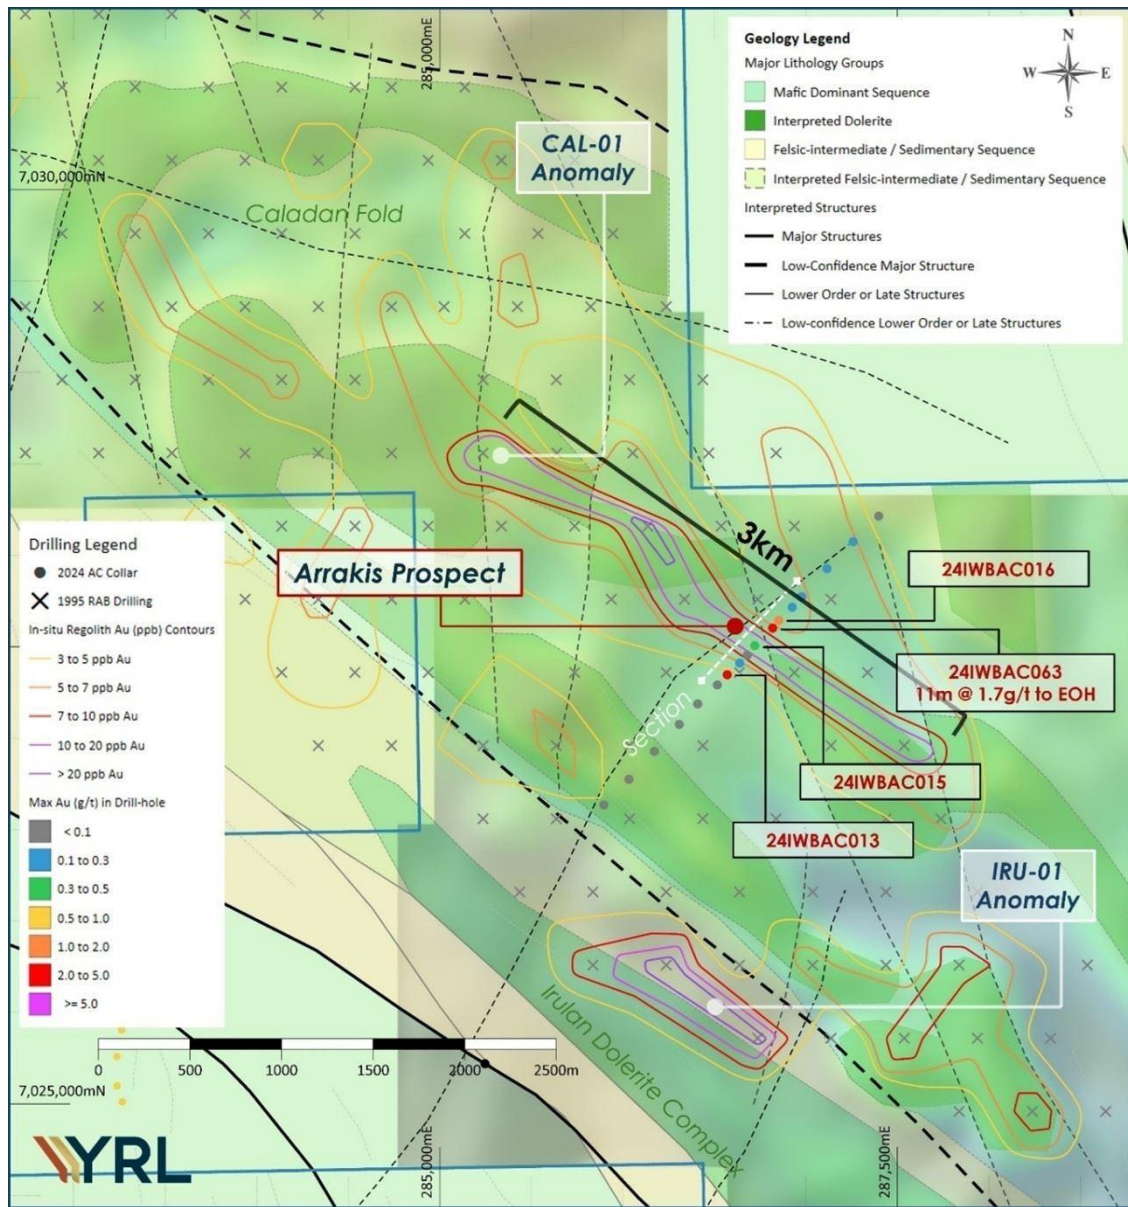 285,000mE
Geology Legend
Major Lithology Groups
Mafic Dominant Sequence
Interpreted Dolerite
Felsic-intermediate / Sedimentary Sequence
Interpreted Felsic-intermediate / Sedimentary Sequence
Interpreted Structures
Major Structures
Low-Confidence Major Structure
Lower Order or Late Structures
Low-confidence Lower Order or Late Structures
N
W
E
S
CAL-01
Anomaly
7,030,000mN
Caladan Fold
3km
Drilling Legend
2024 AC Collar
1995 RAB Drilling
In-situ Regolith Au (ppb) Contours
3 to 5 ppb Au
5 to 7 ppb Au
7 to 10 ppb Au
10 to 20 ppb Au
> 20 ppb Au
Max Au (g/t) in Drill-hole
< 0.1
0.1 to 0.3
0.3 to 0.5
0.5 to 1.0
1.0 to 2.0
2.0 to 5.0
>= 5.0
Arrakis Prospect
24IWBAC016
24IWBAC063
11m @ 1.7g/t to EOH
Section
24IWBAC015
24IWBAC013
IRU-01
Anomaly
Irulan Dolerite Complex
0 500 1000 1500 2000 2500m
7,025,000mN
YRL
285,000mE
287,500mE